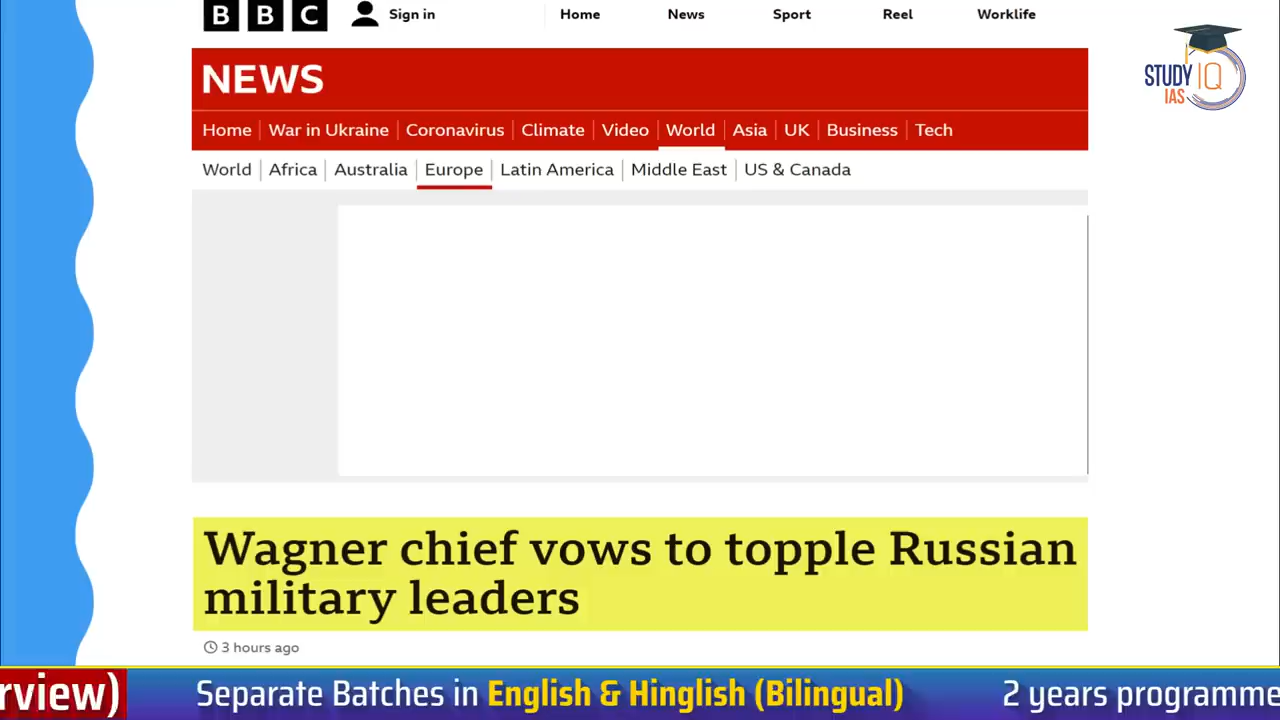 BBC Sign in Home News Sport Reel Worklife
STUDY IQ
IAS
NEWS
Home War in Ukraine Coronavirus Climate Video World Asia UK Business Tech
World Africa Australia Europe Latin America Middle East US & Canada
Wagner chief vows to topple Russian
military leaders
3 hours ago
rview) Separate Batches in English & Hinglish (Bilingual) 2 years programme